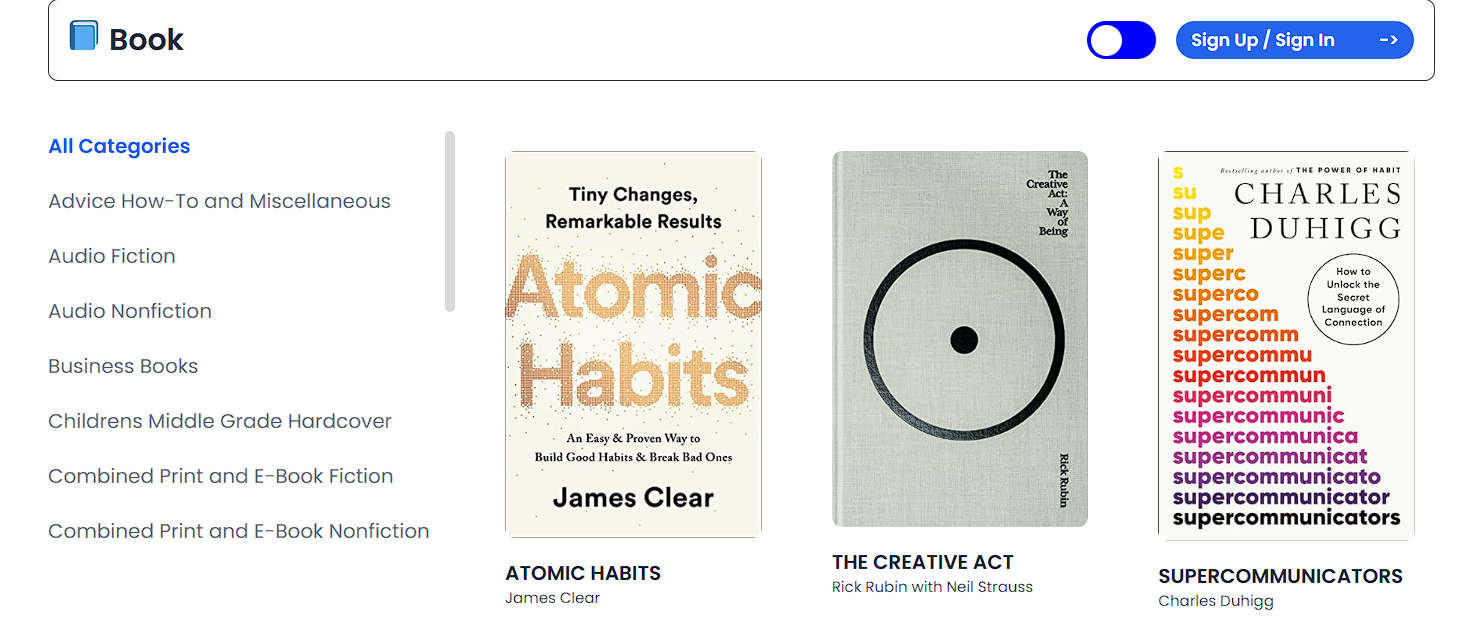 Book
Sign Up / Sign In ->
All Categories
Advice How-To and Miscellaneous
Audio Fiction
Audio Nonfiction
Business Books
Childrens Middle Grade Hardcover
Combined Print and E-Book Fiction
Combined Print and E-Book Nonfiction
Tiny Changes,
Remarkable Results
Atomic
Habits
An Easy & Proven Way to
Build Good Habits & Break Bad Ones
James Clear
ATOMIC HABITS
James Clear
The
Creative
Act:
A
Way
of
Being
Rick Rubin
THE CREATIVE ACT
Rick Rubin with Neil Strauss
Bestselling author of THE POWER OF HABIT
CHARLES
DUHIGG
How to
Unlock the
Secret
Language of
Connection
s
su
sup
supe
super
superc
superco
supercom
supercomm
supercommu
supercommun
supercommuni
supercommunic
supercommunica
supercommunicat
supercommunicato
supercommunicator
supercommunicators
SUPERCOMMUNICATORS
Charles Duhigg